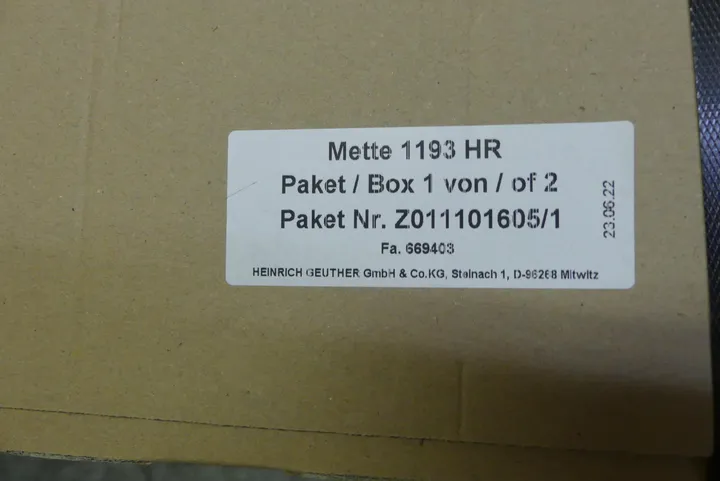 Mette 1193 HR
Paket / Box 1 von / of 2
Paket Nr. Z011101605/1
Fa. 669403
HEINRICH GEUTHER GmbH & Co.KG, Steinach 1, D-96268 Mitwitz
23.06.22